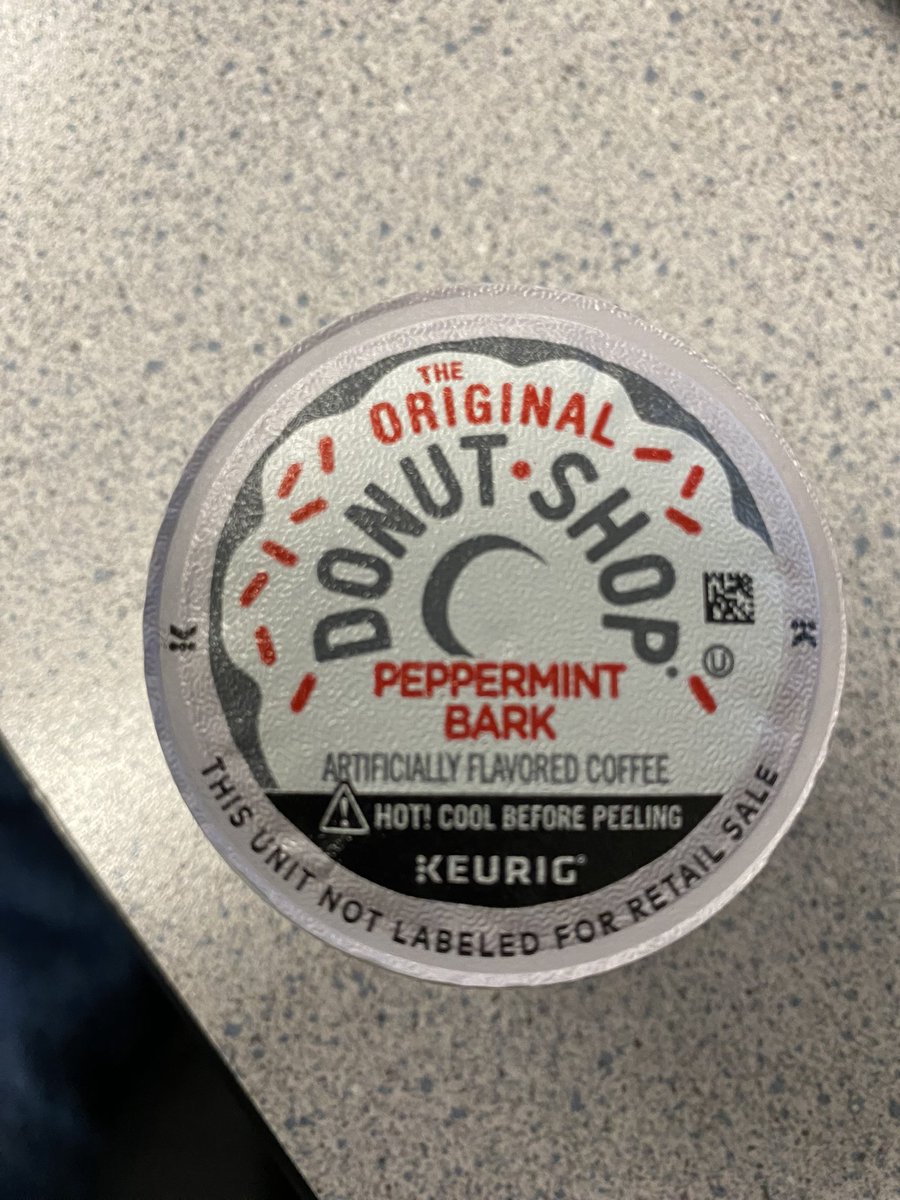 THE
ORIGINAL
DONUT SHOP
PEPPERMINT
BARK
ARTIFICIALLY FLAVORED COFFEE
HOT! COOL BEFORE PEELING
KEURIG®
THIS UNIT NOT LABELED FOR RETAIL SALE
K
K
U